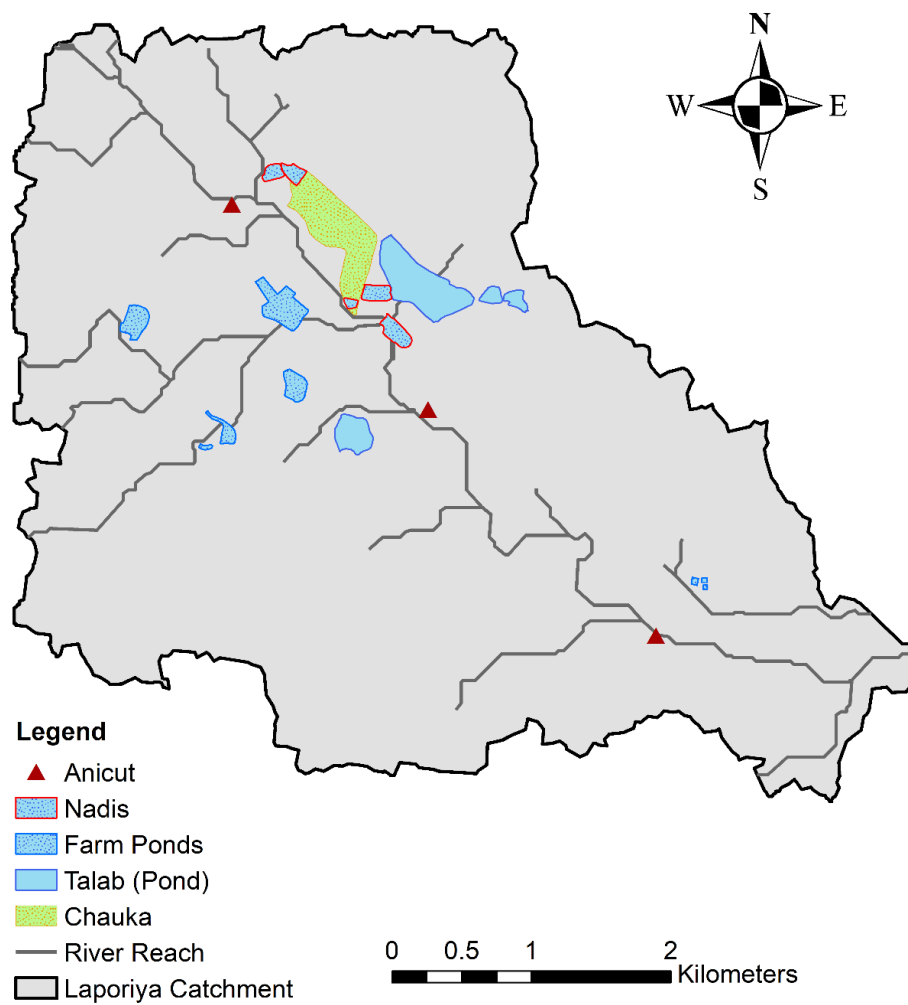 N
W E
S
Legend
Anicut
Nadis
Farm Ponds
Talab (Pond)
Chauka
River Reach
Laporiya Catchment
0 0.5 1 2
Kilometers